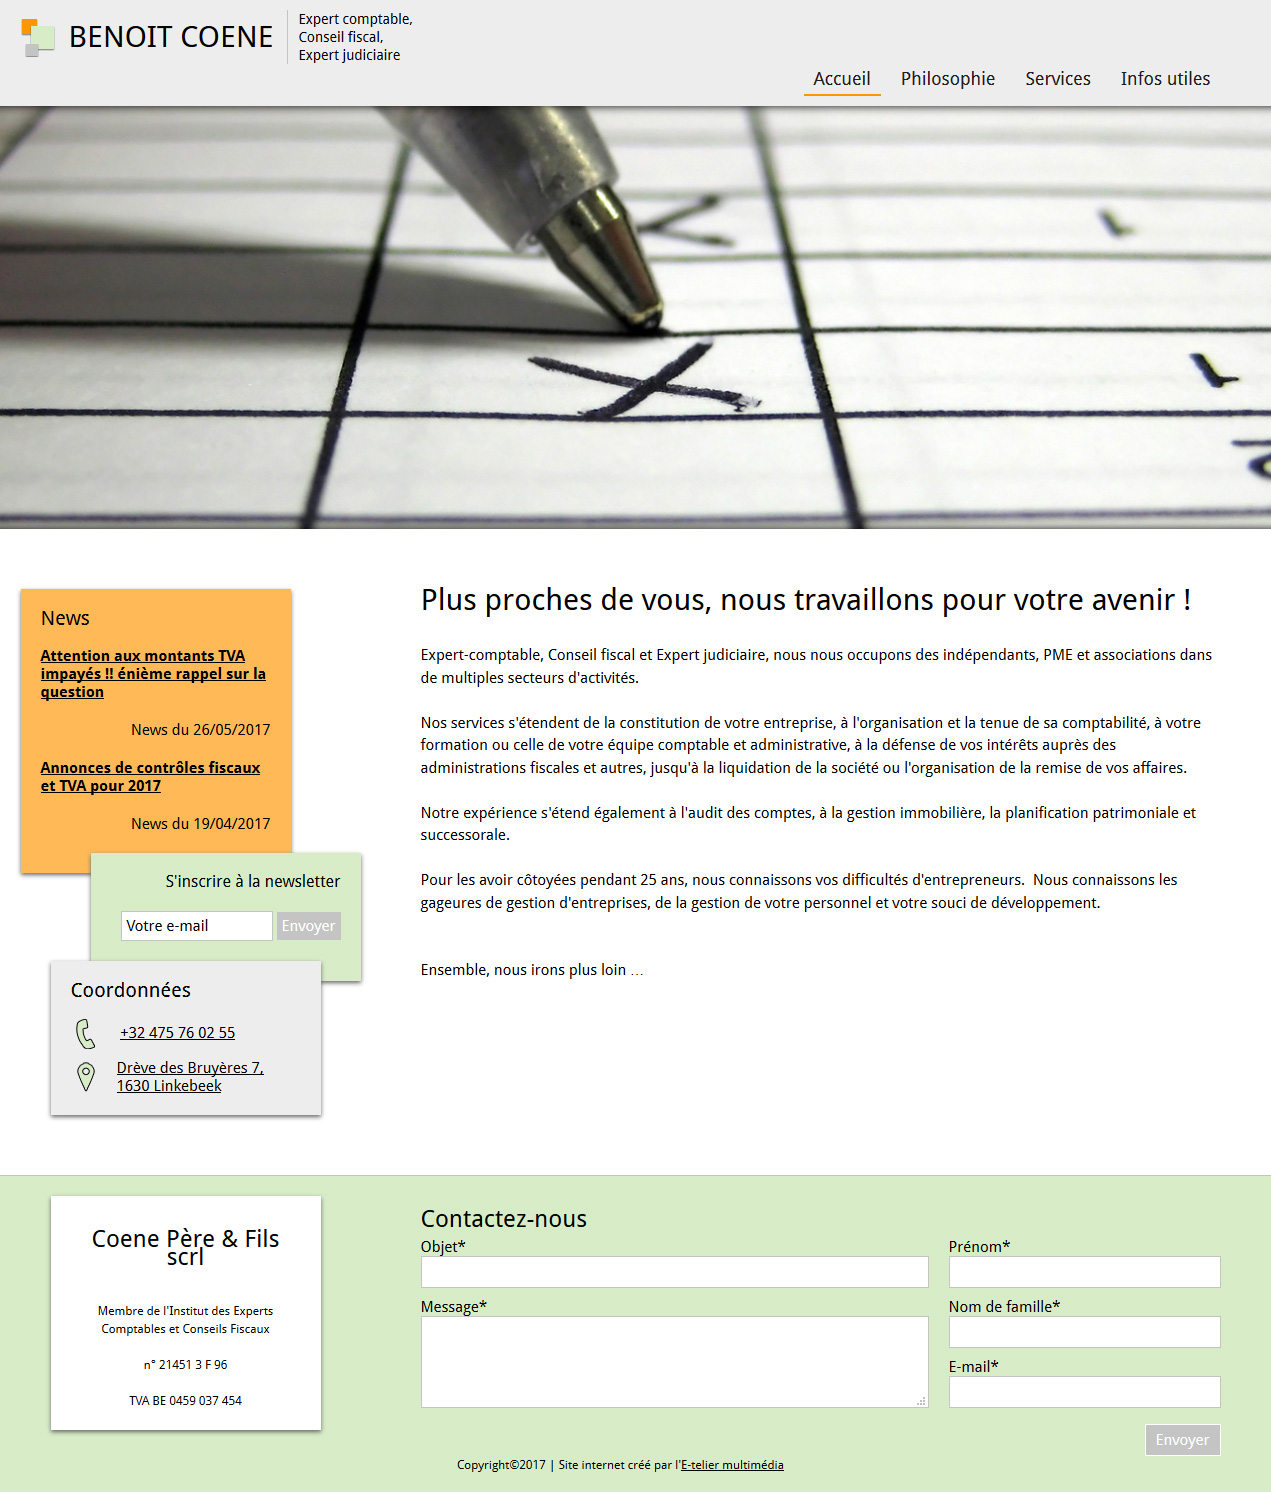 BENOIT COENE
Expert comptable,
Conseil fiscal,
Expert judiciaire
Accueil Philosophie Services Infos utiles
News
Attention aux montants TVA
impayés !! énième rappel sur la
question
News du 26/05/2017
Annonces de contrôles fiscaux
et TVA pour 2017
News du 19/04/2017
S'inscrire à la newsletter
Votre e-mail Envoyer
Coordonnées
+32 475 76 02 55
Drève des Bruyères 7,
1630 Linkebeek
Plus proches de vous, nous travaillons pour votre avenir !
Expert-comptable, Conseil fiscal et Expert judiciaire, nous nous occupons des indépendants, PME et associations dans
de multiples secteurs d'activités.
Nos services s'étendent de la constitution de votre entreprise, à l'organisation et la tenue de sa comptabilité, à votre
formation ou celle de votre équipe comptable et administrative, à la défense de vos intérêts auprès des
administrations fiscales et autres, jusqu'à la liquidation de la société ou l'organisation de la remise de vos affaires.
Notre expérience s'étend également à l'audit des comptes, à la gestion immobilière, la planification patrimoniale et
successorale.
Pour les avoir côtoyées pendant 25 ans, nous connaissons vos difficultés d'entrepreneurs.  Nous connaissons les
gageures de gestion d'entreprises, de la gestion de votre personnel et votre souci de développement.
Ensemble, nous irons plus loin …
Coene Père & Fils
scrl
Membre de l'Institut des Experts
Comptables et Conseils Fiscaux
n° 21451 3 F 96
TVA BE 0459 037 454
Contactez-nous
Objet*
Message*
Prénom*
Nom de famille*
E-mail*
Envoyer
Copyright©2017 | Site internet créé par l'E-telier multimédia